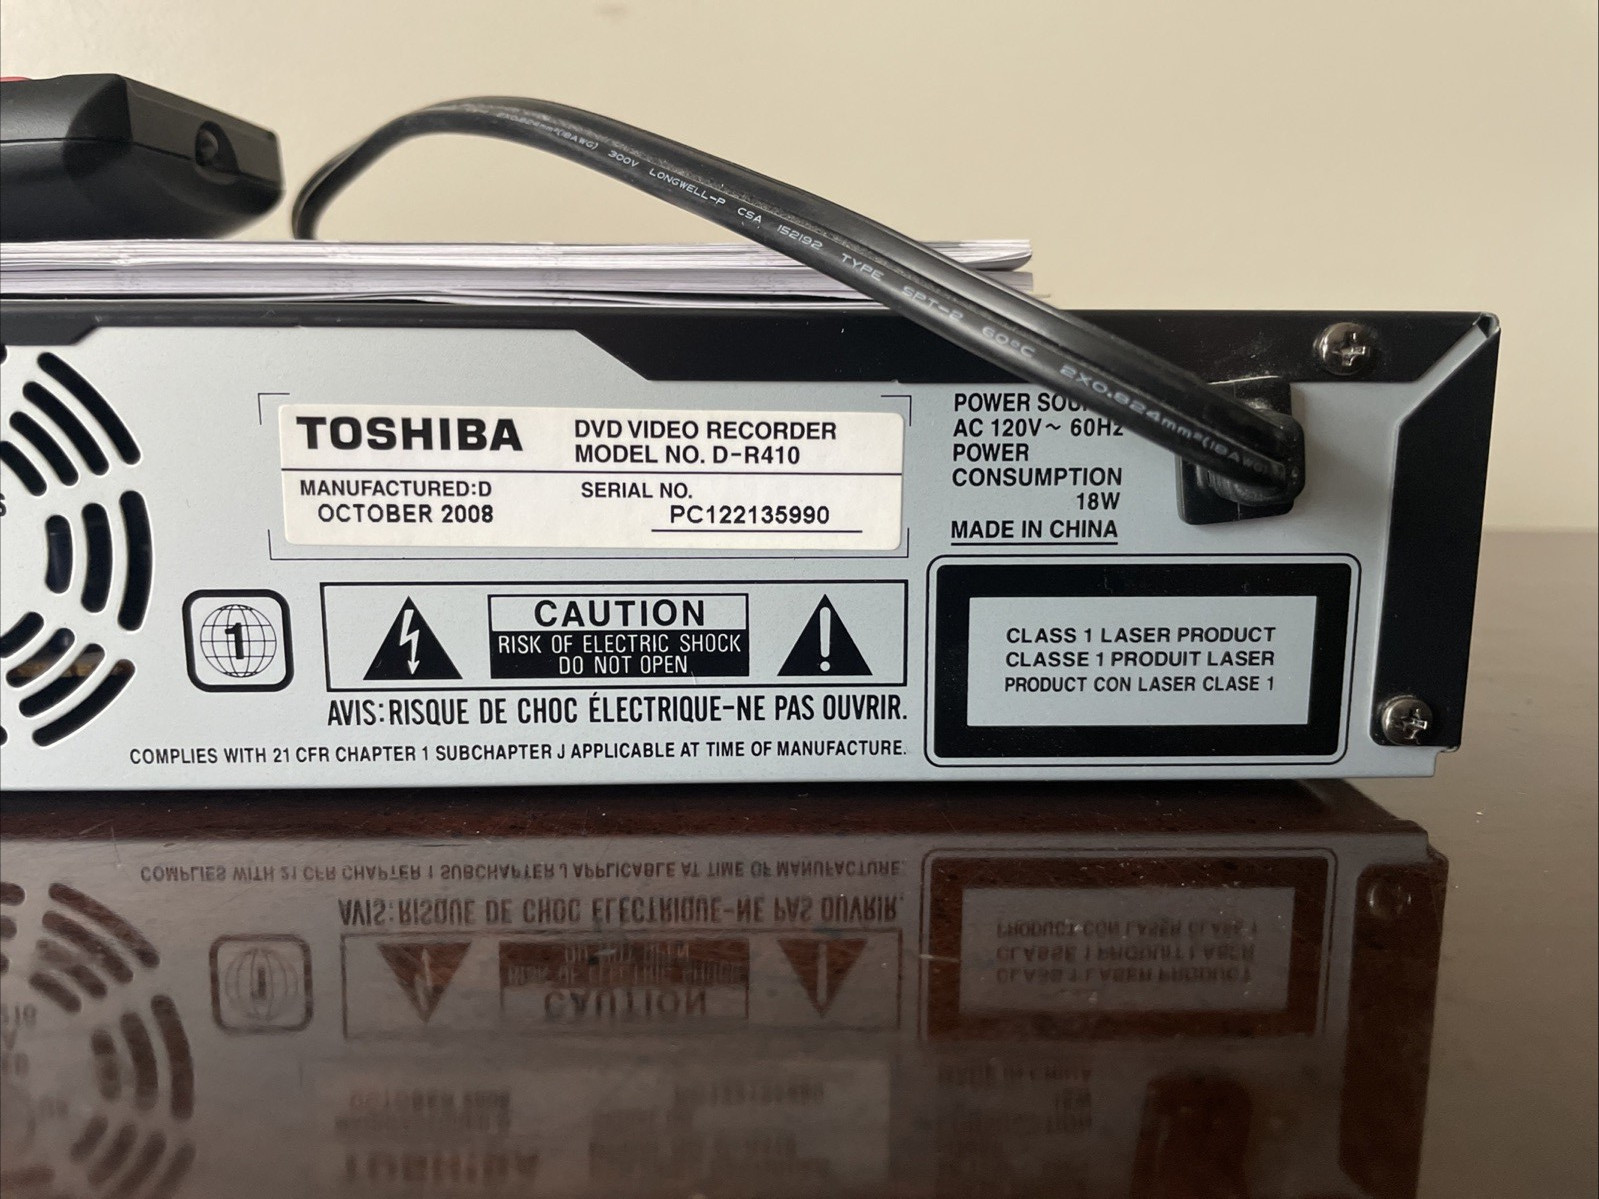 2X0.824mm²(18AWG) 300V LONGWELL-P CSA 152192 TYPE SPT-2 60°C 2X0.824mm²(18AWG)
TOSHIBA
DVD VIDEO RECORDER
MODEL NO. D-R410
MANUFACTURED:D
OCTOBER 2008
SERIAL NO.
PC122135990
POWER
AC 120V~ 60Hz
POWER
CONSUMPTION
18W
MADE IN CHINA
1
CAUTION
RISK OF ELECTRIC SHOCK
DO NOT OPEN
AVIS:RISQUE DE CHOC ÉLECTRIQUE-NE PAS OUVRIR.
COMPLIES WITH 21 CFR CHAPTER 1 SUBCHAPTER J APPLICABLE AT TIME OF MANUFACTURE.
CLASS 1 LASER PRODUCT
CLASSE 1 PRODUIT LASER
PRODUCT CON LASER CLASE 1